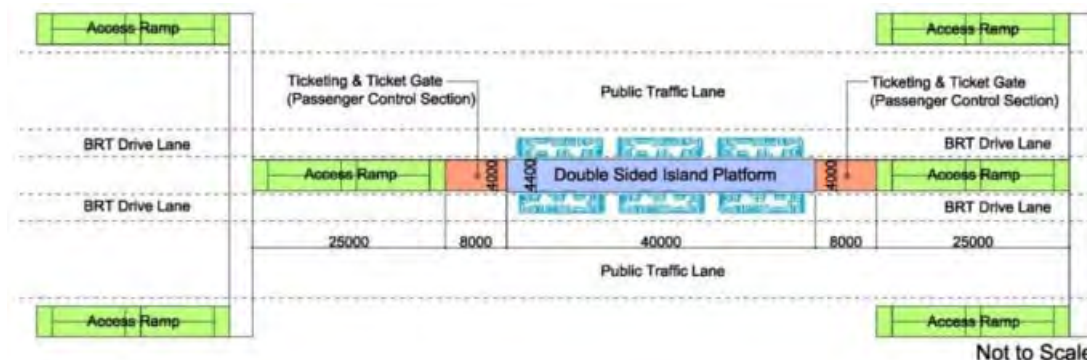 Access Ramp
Access Ramp
Ticketing & Ticket Gate
(Passenger Control Section)
Public Traffic Lane
Ticketing & Ticket Gate
(Passenger Control Section)
BRT Drive Lane
BRT Drive Lane
Access Ramp
4000
4400
Double Sided Island Platform
4000
Access Ramp
BRT Drive Lane
BRT Drive Lane
25000
8000
40000
8000
25000
Public Traffic Lane
Access Ramp
Access Ramp
Not to Scale